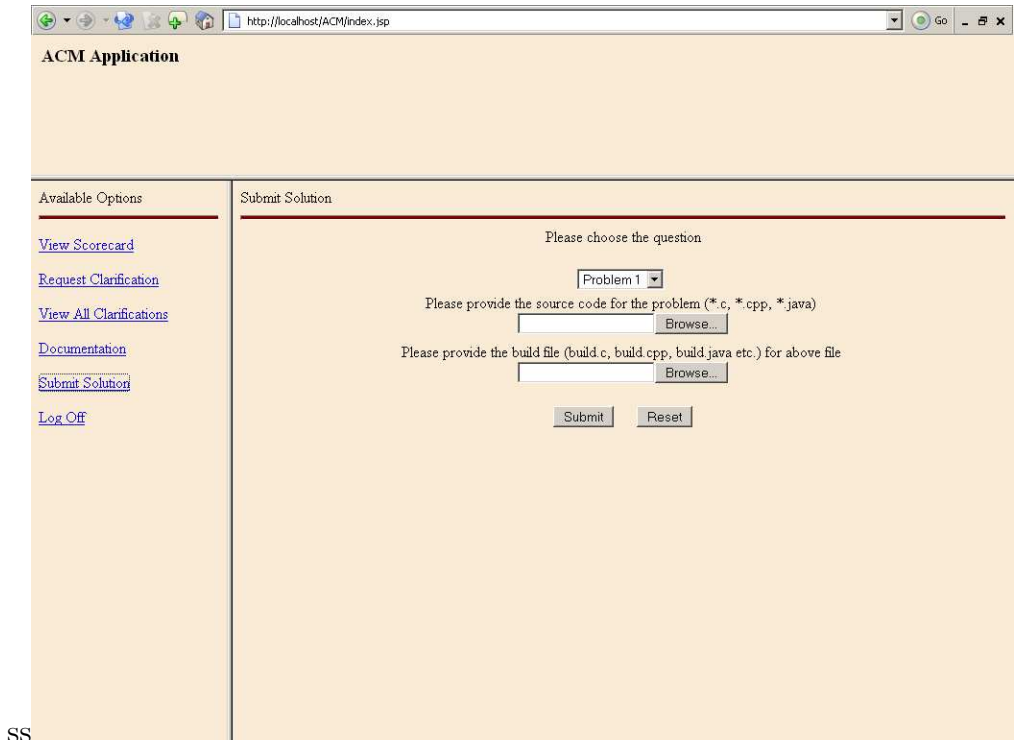 http://localhost/ACM/index.jsp
Go
ACM Application
Available Options
View Scorecard
Request Clarification
View All Clarifications
Documentation
Submit Solution
Log Off
Submit Solution
Please choose the question
Problem 1
Please provide the source code for the problem (*.c, *.cpp, *.java)
Browse...
Please provide the build file (build.c, build.cpp, build.java etc.) for above file
Browse...
Submit Reset
SS